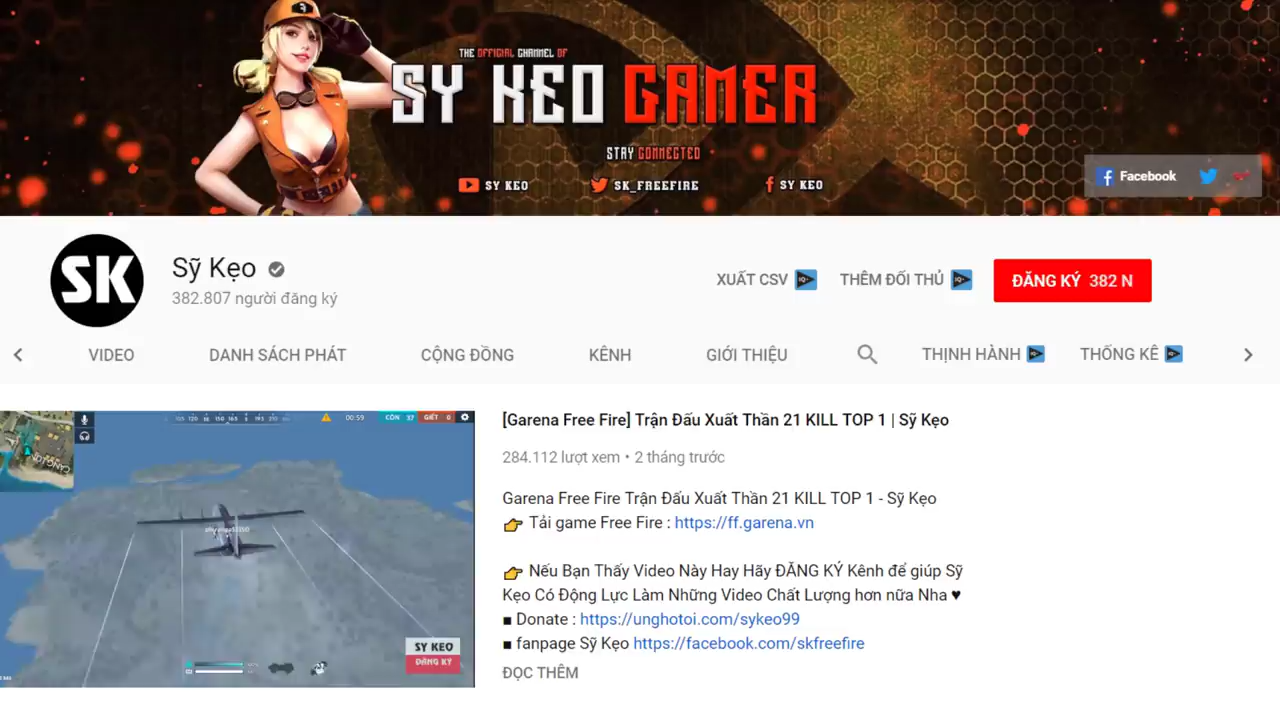 THE OFFICIAL CHANNEL OF
SY KEO GAMER
STAY CONNECTED
SY KEO
SK_FREEFIRE
SY KEO
Facebook
SK
Sỹ Kẹo
382.807 người đăng ký
XUẤT CSV
THÊM ĐỐI THỦ
ĐĂNG KÝ 382 N
VIDEO
DANH SÁCH PHÁT
CỘNG ĐỒNG
KÊNH
GIỚI THIỆU
THỊNH HÀNH
THỐNG KÊ
00:59
CÒN 37
GIẾT 0
SY KEO
ĐĂNG KÝ
[Garena Free Fire] Trận Đấu Xuất Thần 21 KILL TOP 1 | Sỹ Kẹo
284.112 lượt xem • 2 tháng trước
Garena Free Fire Trận Đấu Xuất Thần 21 KILL TOP 1 - Sỹ Kẹo
👉 Tải game Free Fire : https://ff.garena.vn
👉 Nếu Bạn Thấy Video Này Hay Hãy ĐĂNG KÝ Kênh để giúp Sỹ
Kẹo Có Động Lực Làm Những Video Chất Lượng hơn nữa Nha ♥
■ Donate : https://unghotoi.com/sykeo99
■ fanpage Sỹ Kẹo https://facebook.com/skfreefire
ĐỌC THÊM